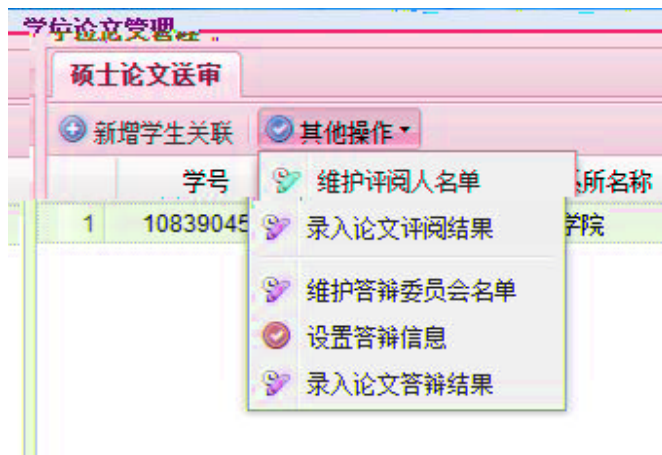 学位论文管理
硕士论文送审
新增学生关联 其他操作
学号 所名称
维护评阅人名单
1 10839045 学院
录入论文评阅结果
维护答辩委员会名单
设置答辩信息
录入论文答辩结果